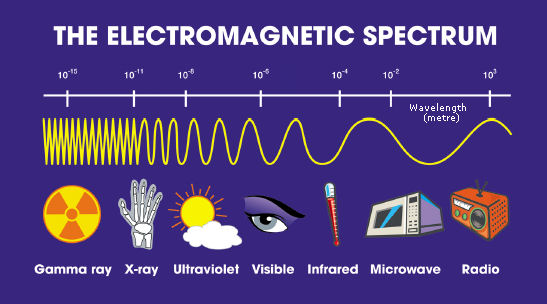 THE ELECTROMAGNETIC SPECTRUM
10⁻¹⁵ 10⁻¹¹ 10⁻⁸ 10⁻⁶ 10⁻⁴ 10⁻² 10³
Wavelength
(metre)
Gamma ray X-ray Ultraviolet Visible Infrared Microwave Radio